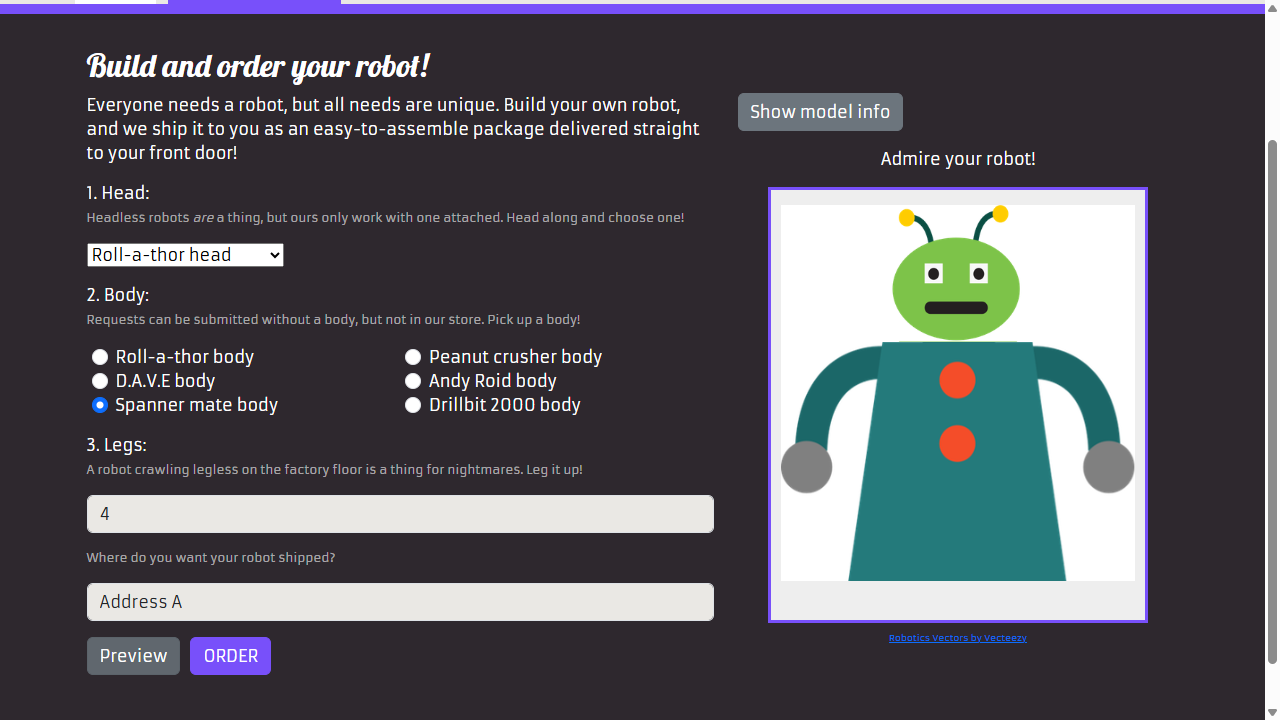 Build and order your robot!
Everyone needs a robot, but all needs are unique. Build your own robot,
and we ship it to you as an easy-to-assemble package delivered straight
to your front door!
1. Head:
Headless robots are a thing, but ours only work with one attached. Head along and choose one!
Roll-a-thor head
2. Body:
Requests can be submitted without a body, but not in our store. Pick up a body!
Roll-a-thor body
Peanut crusher body
D.A.V.E body
Andy Roid body
Spanner mate body
Drillbit 2000 body
3. Legs:
A robot crawling legless on the factory floor is a thing for nightmares. Leg it up!
4
Where do you want your robot shipped?
Address A
Preview
ORDER
Show model info
Admire your robot!
Robotics Vectors by Vecteezy